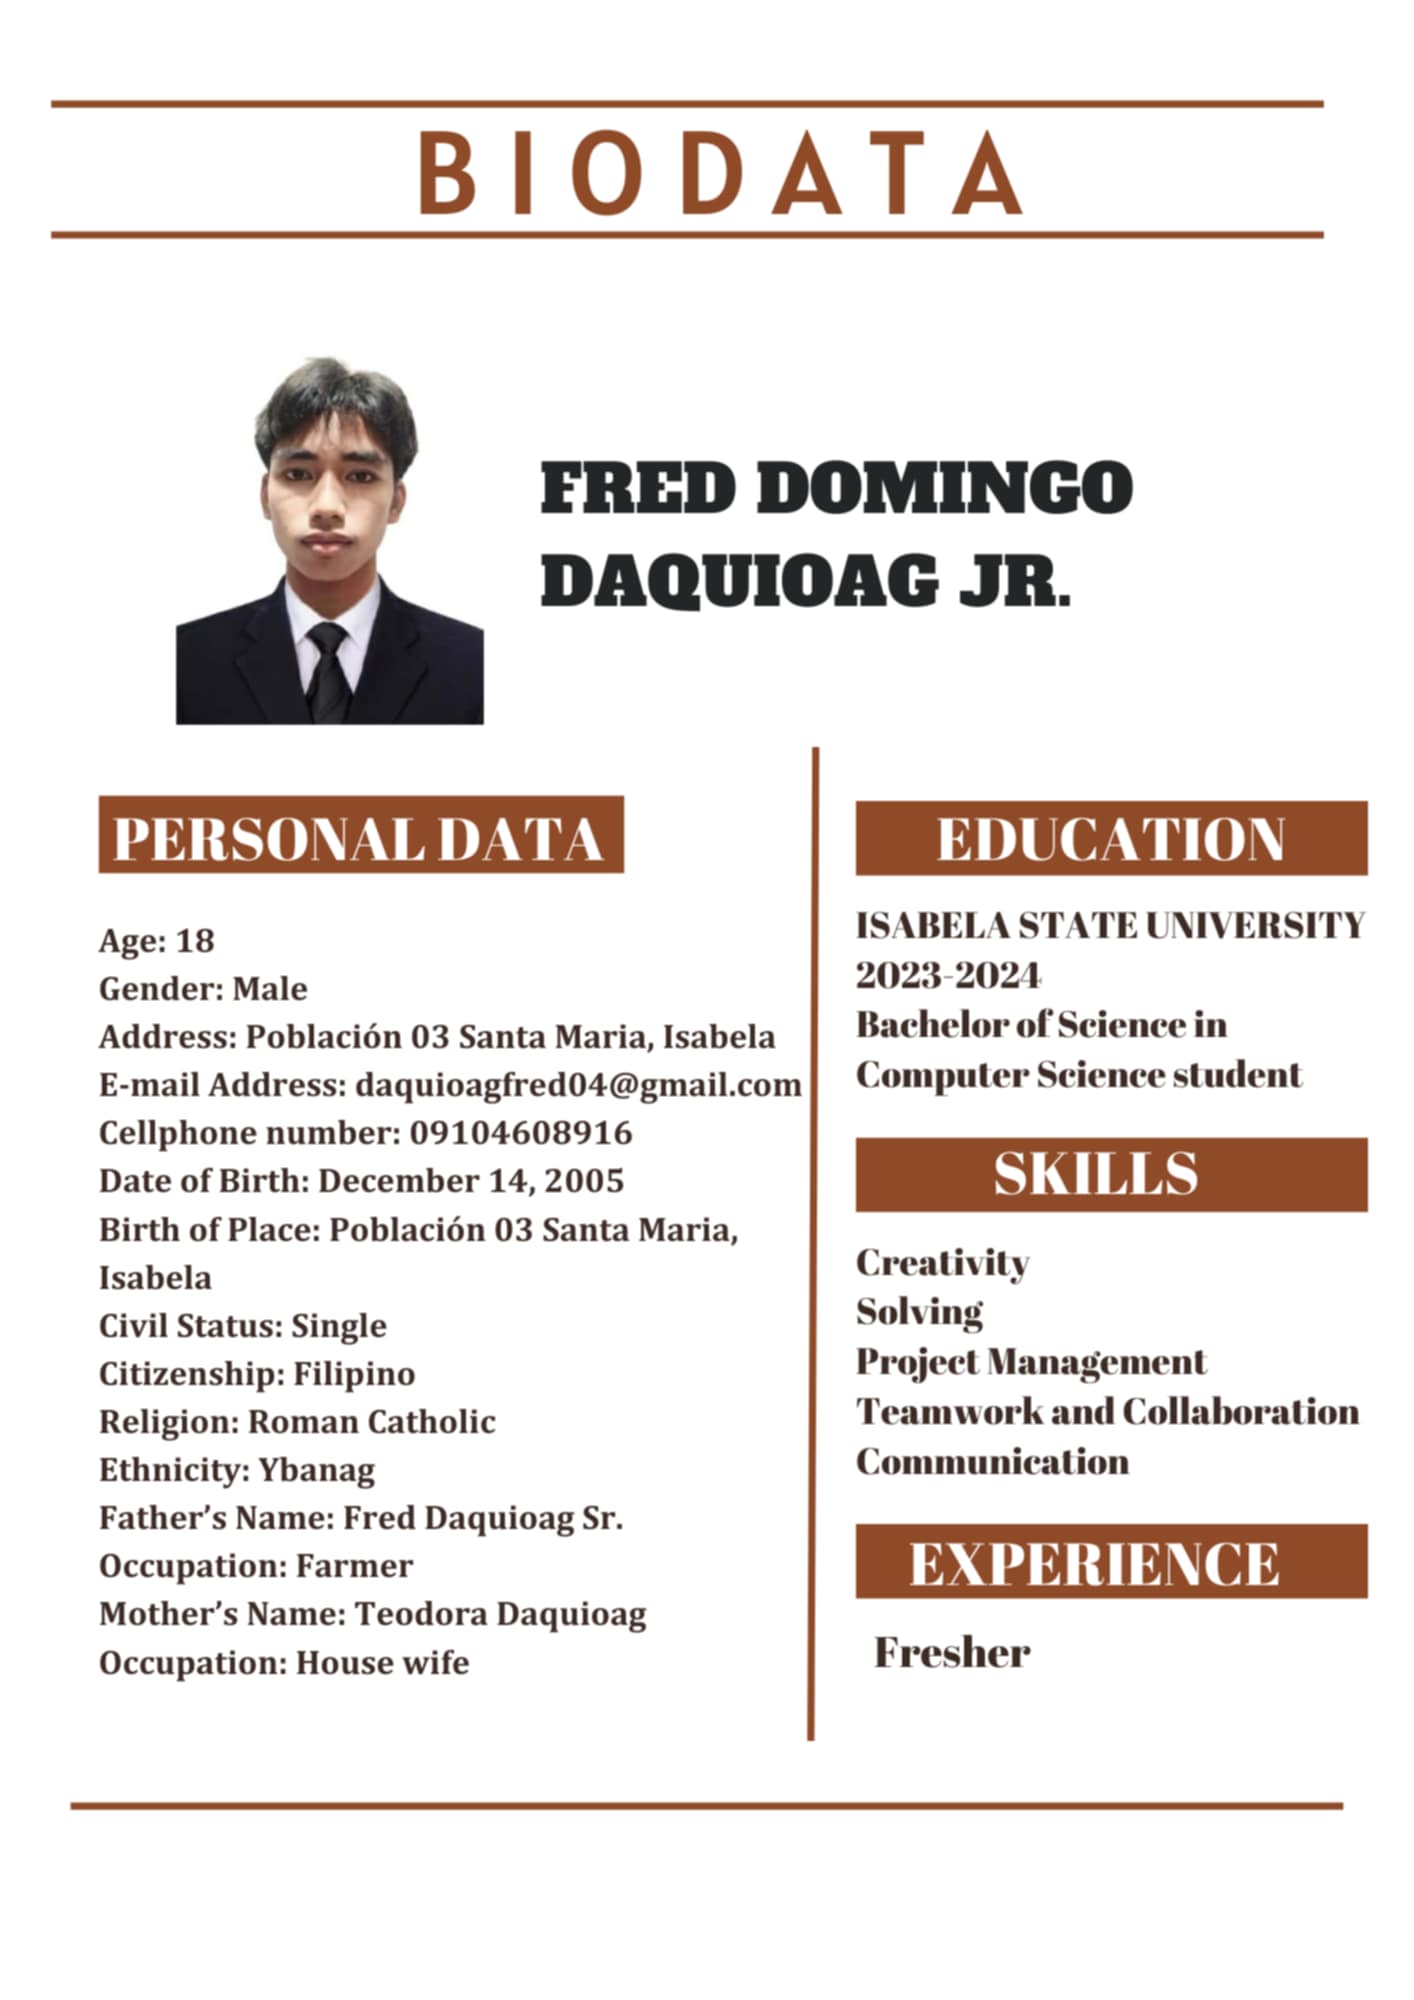 BIODATA
FRED DOMINGO
DAQUIOAG JR.
PERSONAL DATA
Age: 18
Gender: Male
Address: Población 03 Santa Maria, Isabela
E-mail Address: daquioagfred04@gmail.com
Cellphone number: 09104608916
Date of Birth: December 14, 2005
Birth of Place: Población 03 Santa Maria,
Isabela
Civil Status: Single
Citizenship: Filipino
Religion: Roman Catholic
Ethnicity: Ybanag
Father’s Name: Fred Daquioag Sr.
Occupation: Farmer
Mother’s Name: Teodora Daquioag
Occupation: House wife
EDUCATION
ISABELA STATE UNIVERSITY
2023-2024
Bachelor of Science in
Computer Science student
SKILLS
Creativity
Solving
Project Management
Teamwork and Collaboration
Communication
EXPERIENCE
Fresher